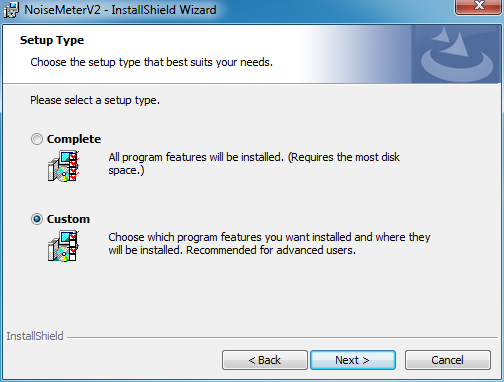 NoiseMeterV2 - InstallShield Wizard
Setup Type
Choose the setup type that best suits your needs.
Please select a setup type.
Complete
All program features will be installed. (Requires the most disk
space.)
Custom
Choose which program features you want installed and where they
will be installed. Recommended for advanced users.
InstallShield
< Back
Next >
Cancel